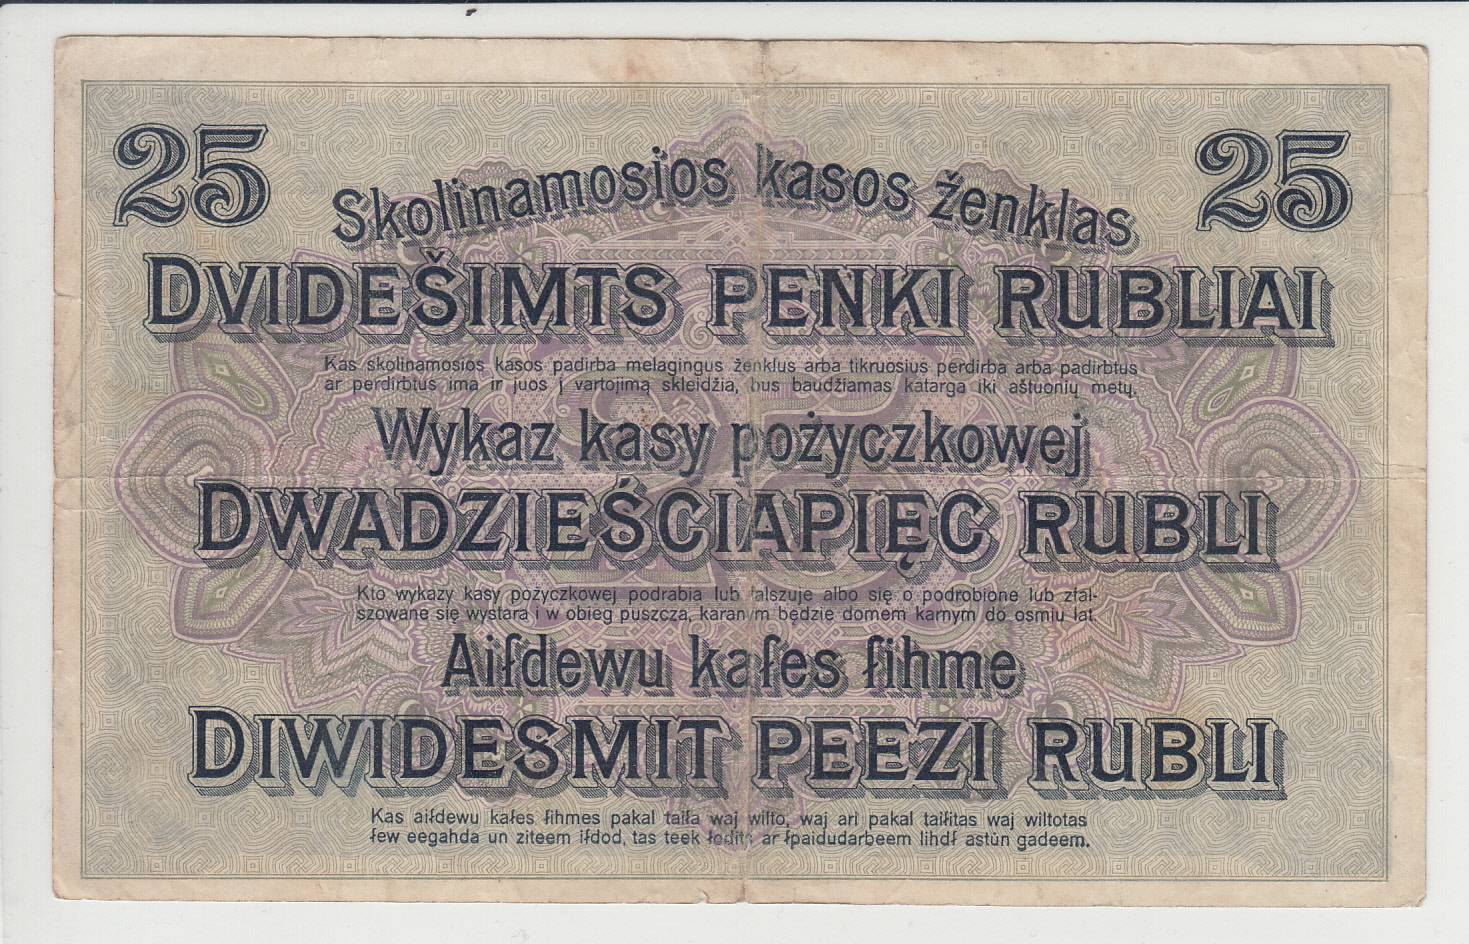 25
25
Skolinamosios kasos ženklas
DVIDEŠIMTS PENKI RUBLIAI
Kas skolinamosios kasos padirba melagingus ženklus arba tikruosius perdirba arba padirbtus
ar perdirbtus ima ir juos į vartojimą skleidžia, bus baudžiamas katarga iki aštuonių metų.
Wykaz kasy pożyczkowej
DWADZIEŚCIAPIĘC RUBLI
Kto wykazy kasy pożyczkowej podrabia lub falszuje albo się o podrobione lub zfal-
szowane się wystara i w obieg puszcza, karanym będzie domem karnym do osmiu lat.
Aiſdewu kaſes ſihme
DIWIDESMIT PEEZI RUBLI
Kas aiſdewu kaſes ſihmes pakal taiſa waj wilto, waj ari pakal taiſitas waj wiltotas
ſew eegahda un ziteem iſdod, tas teek ſodits ar ſpaidudarbeem lihdſ astūn gadeem.